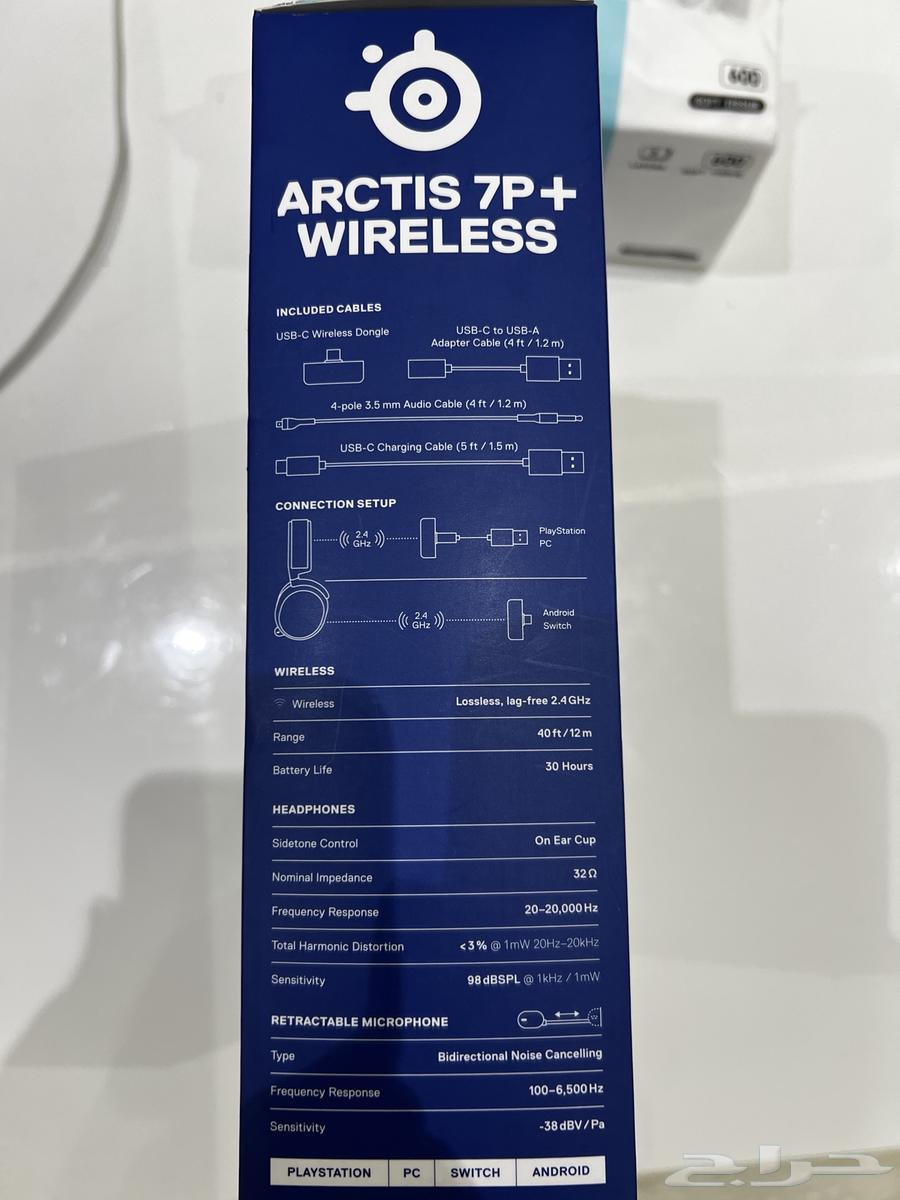 ARCTIS 7P+
WIRELESS
INCLUDED CABLES
USB-C Wireless Dongle
USB-C to USB-A
Adapter Cable (4 ft / 1.2 m)
4-pole 3.5 mm Audio Cable (4 ft / 1.2 m)
USB-C Charging Cable (5 ft / 1.5 m)
CONNECTION SETUP
2.4
GHz
PlayStation
PC
2.4
GHz
Android
Switch
WIRELESS
Wireless Lossless, lag-free 2.4GHz
Range 40 ft / 12 m
Battery Life 30 Hours
HEADPHONES
Sidetone Control On Ear Cup
Nominal Impedance 32 Ω
Frequency Response 20–20,000 Hz
Total Harmonic Distortion <3% @ 1mW 20Hz–20kHz
Sensitivity 98 dBSPL @ 1kHz / 1mW
RETRACTABLE MICROPHONE
Type Bidirectional Noise Cancelling
Frequency Response 100–6,500 Hz
Sensitivity -38 dBV / Pa
PLAYSTATION PC SWITCH ANDROID
600
حراج